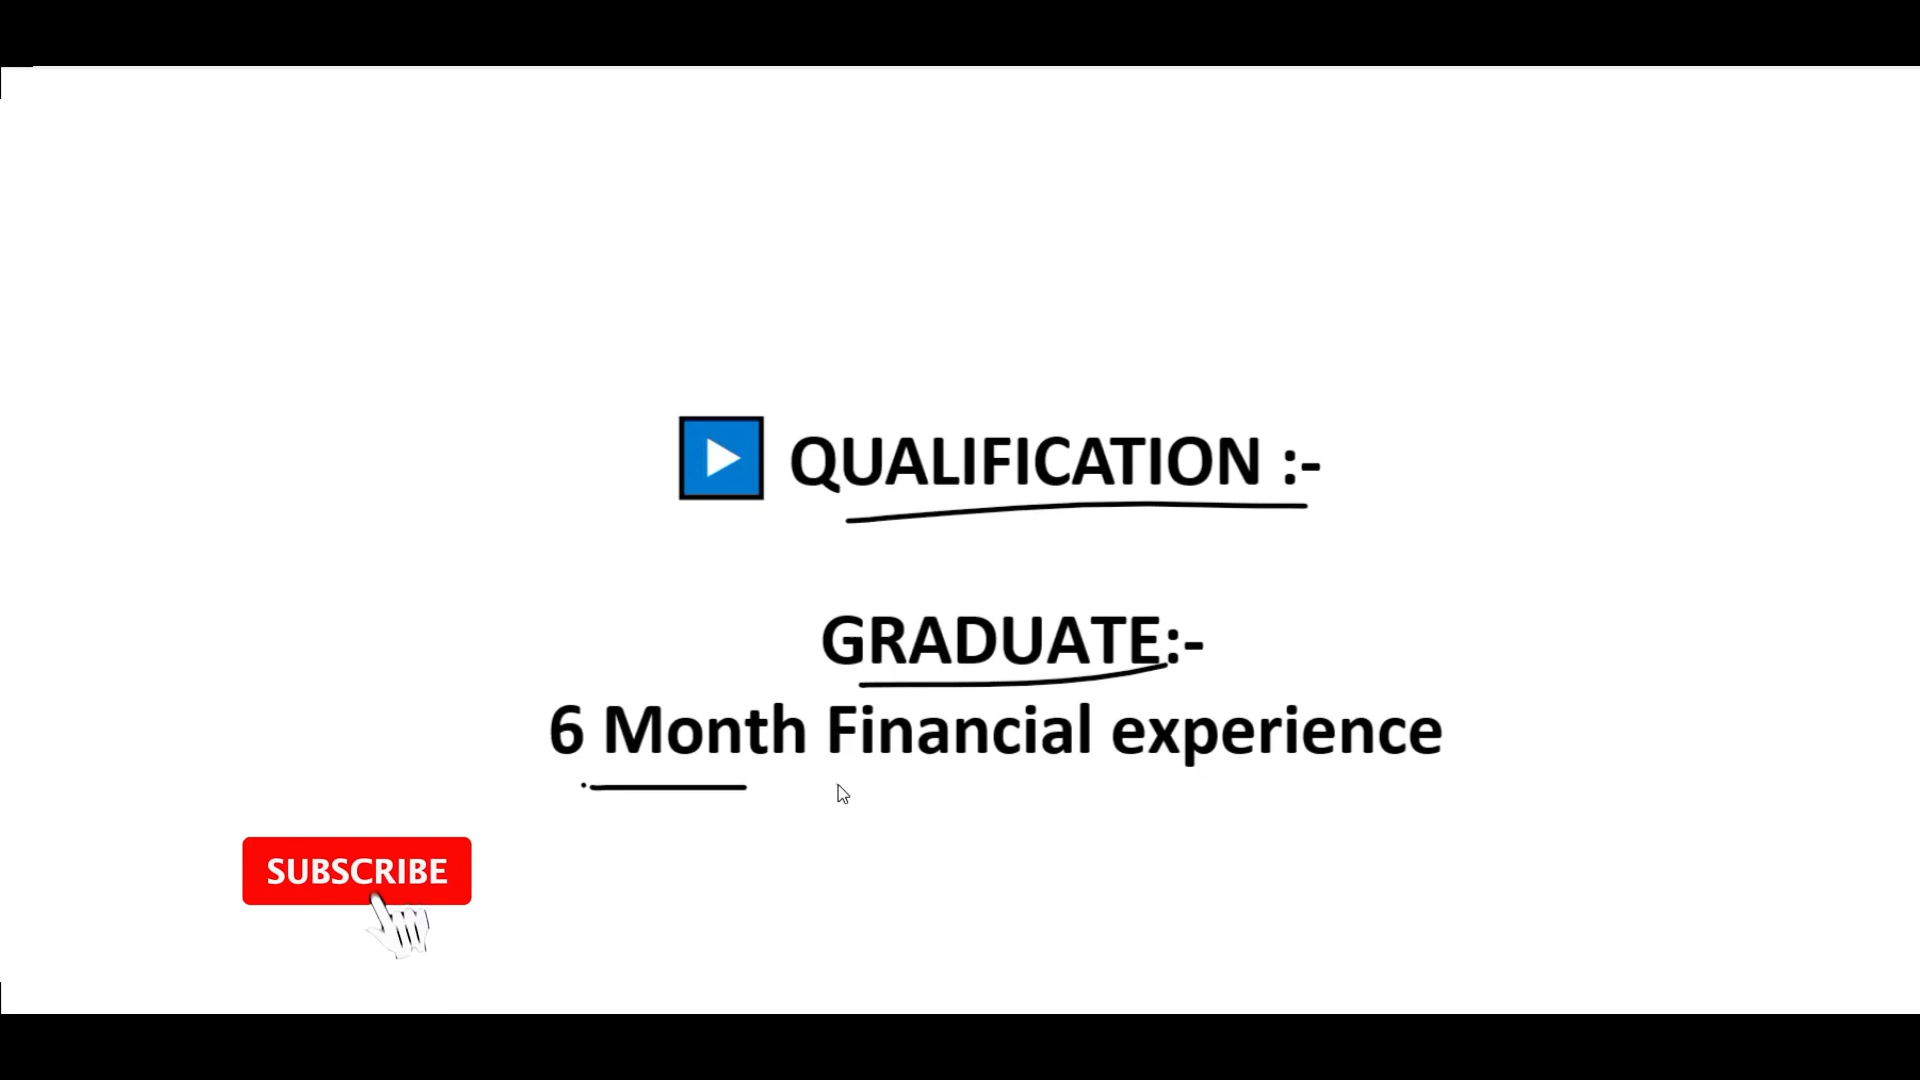 ▶ QUALIFICATION :-
GRADUATE:-
6 Month Financial experience
SUBSCRIBE